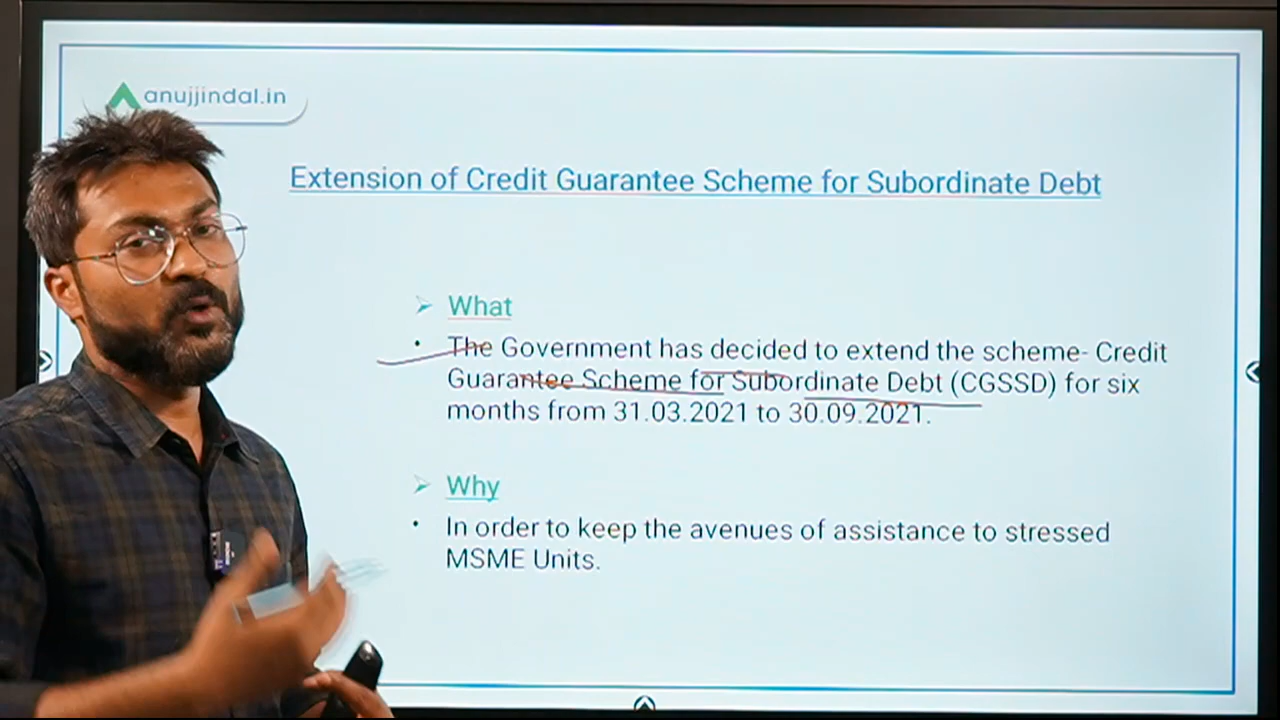 anujjindal.in
Extension of Credit Guarantee Scheme for Subordinate Debt
What
The Government has decided to extend the scheme- Credit
Guarantee Scheme for Subordinate Debt (CGSSD) for six
months from 31.03.2021 to 30.09.2021.
Why
In order to keep the avenues of assistance to stressed
MSME Units.